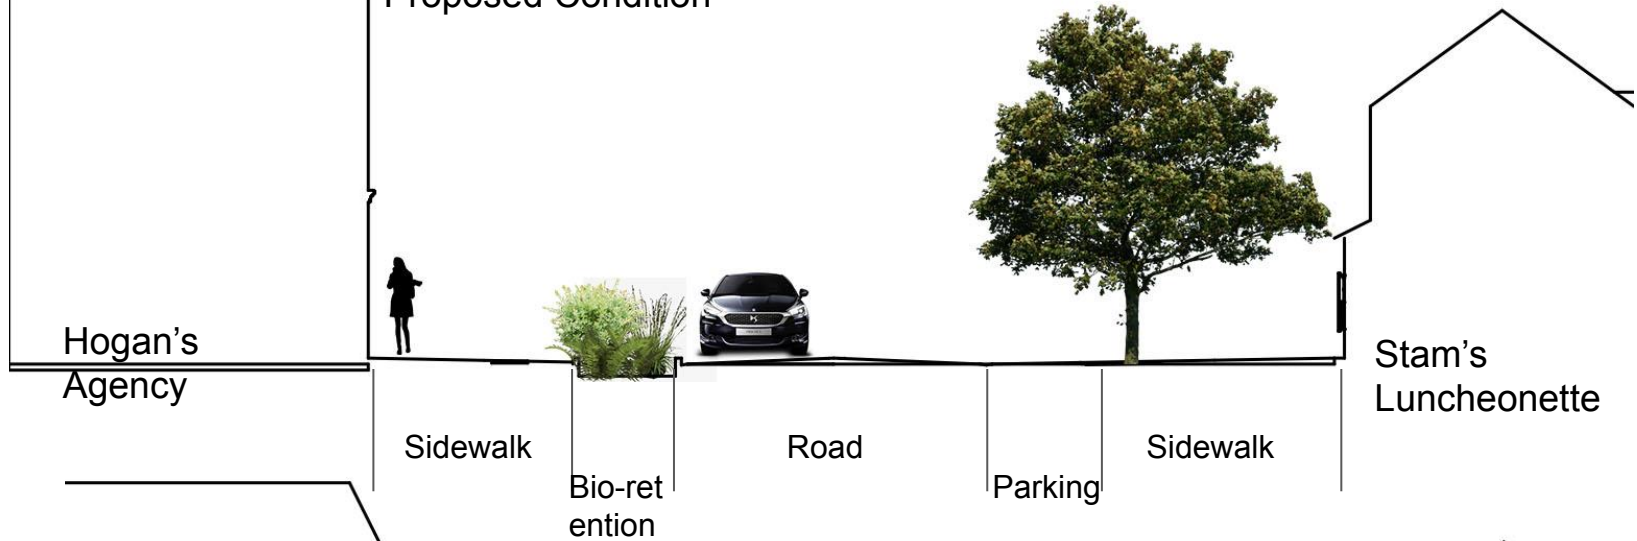 Proposed Condition
Hogan’s
Agency
Stam’s
Luncheonette
Sidewalk
Road
Sidewalk
Bio-ret
ention
Parking